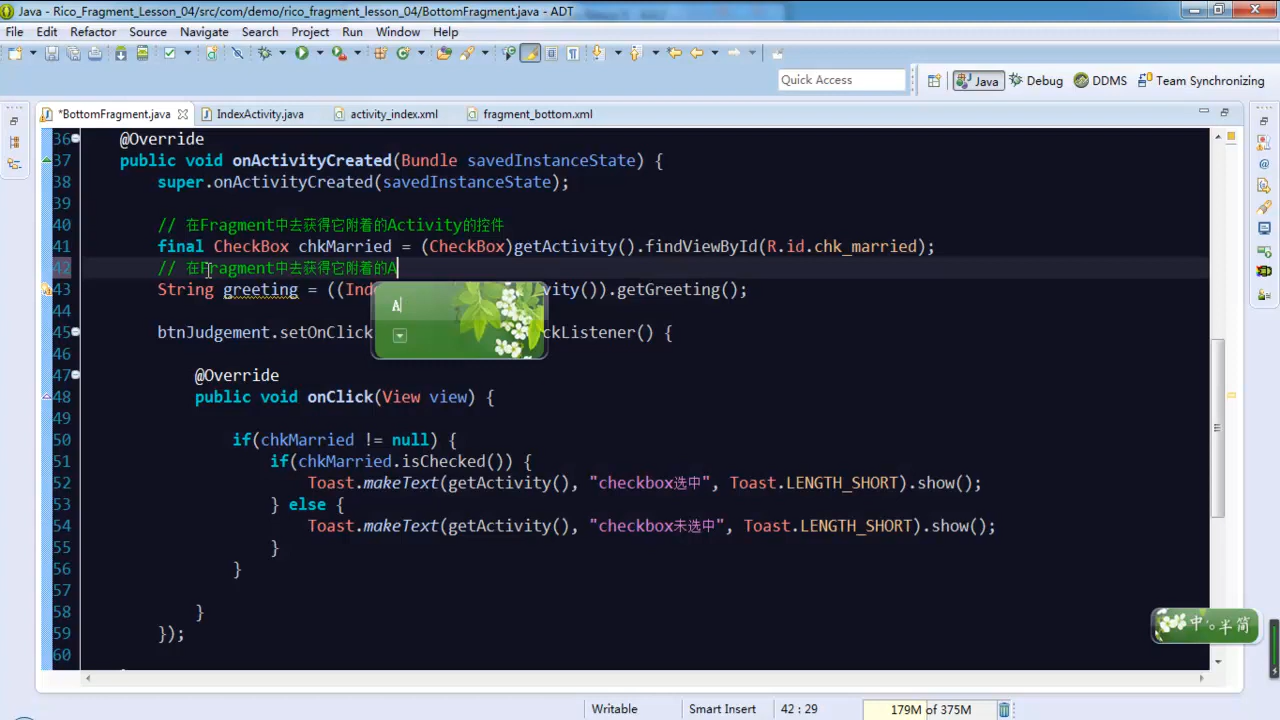 Java - Rico_Fragment_Lesson_04/src/com/demo/rico_fragment_lesson_04/BottomFragment.java - ADT
File Edit Refactor Source Navigate Search Project Run Window Help
Quick Access
Java Debug DDMS Team Synchronizing
*BottomFragment.java IndexActivity.java activity_index.xml fragment_bottom.xml
36 @Override
37 public void onActivityCreated(Bundle savedInstanceState) {
38 super.onActivityCreated(savedInstanceState);
39
40 // 在Fragment中去获得它附着的Activity的控件
41 final CheckBox chkMarried = (CheckBox)getActivity().findViewById(R.id.chk_married);
42 // 在Fragment中去获得它附着的A
43 String greeting = ((Ind vity()).getGreeting();
A
44
45 btnJudgement.setOnClick ckListener() {
46
47 @Override
48 public void onClick(View view) {
49
50 if(chkMarried != null) {
51 if(chkMarried.isChecked()) {
52 Toast.makeText(getActivity(), "checkbox选中", Toast.LENGTH_SHORT).show();
53 } else {
54 Toast.makeText(getActivity(), "checkbox未选中", Toast.LENGTH_SHORT).show();
55 }
56 }
57
58 }
59 });
60
中°,半简
Writable Smart Insert 42 : 29 179M of 375M